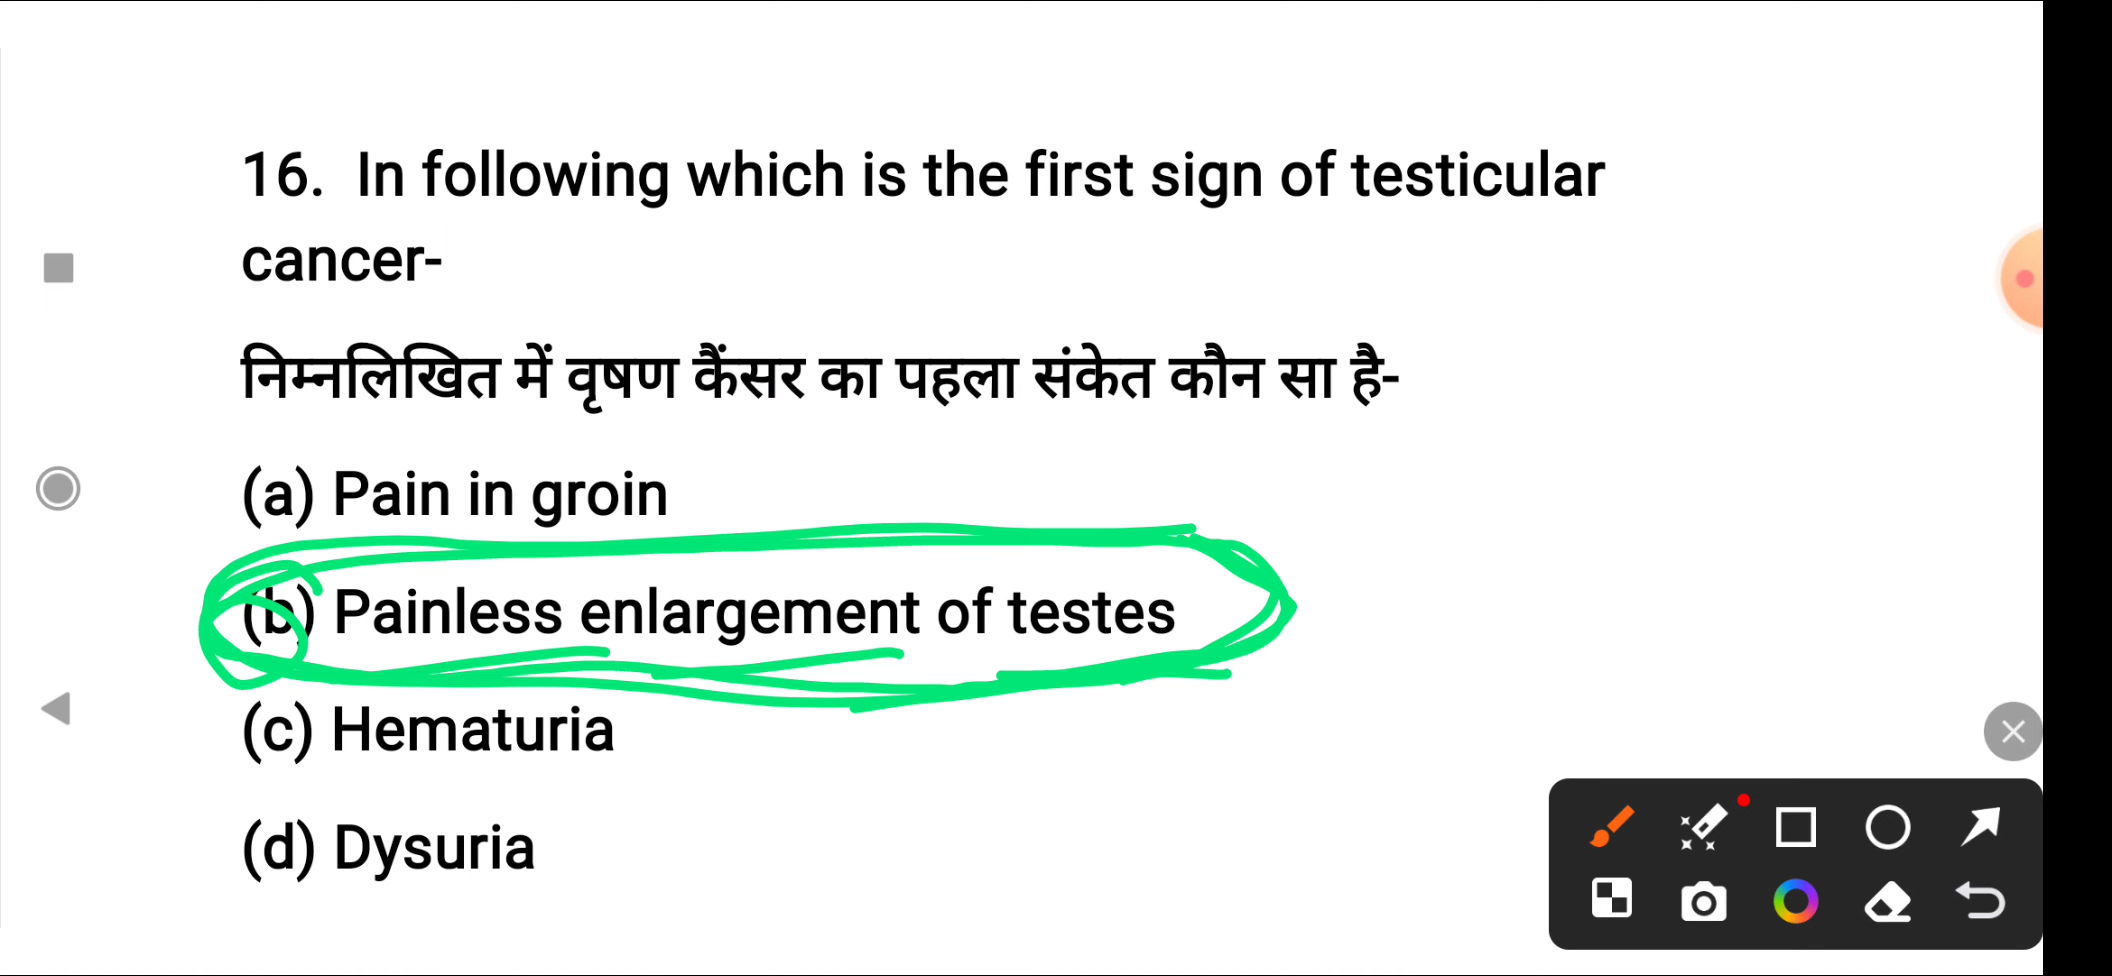 16. In following which is the first sign of testicular
cancer-
निम्नलिखित में वृषण कैंसर का पहला संकेत कौन सा है-
(a) Pain in groin
(b) Painless enlargement of testes
(c) Hematuria
(d) Dysuria